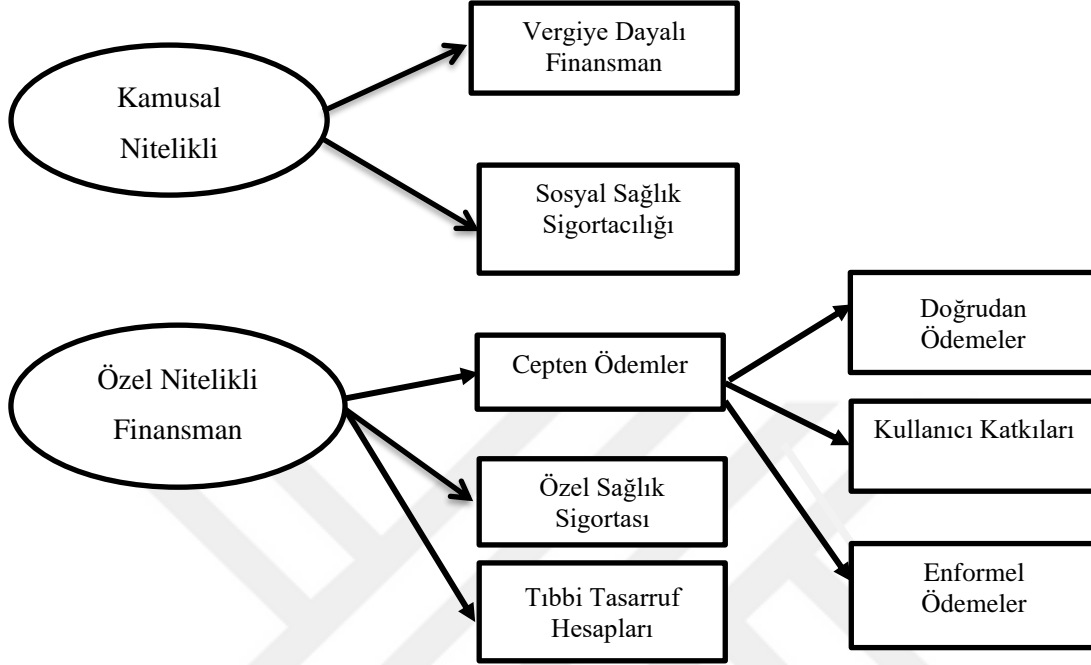 Kamusal
Nitelikli
Vergiye Dayalı
Finansman
Sosyal Sağlık
Sigortacılığı
Özel Nitelikli
Finansman
Cepten Ödemler
Özel Sağlık
Sigortası
Tıbbi Tasarruf
Hesapları
Doğrudan
Ödemeler
Kullanıcı Katkıları
Enformel
Ödemeler